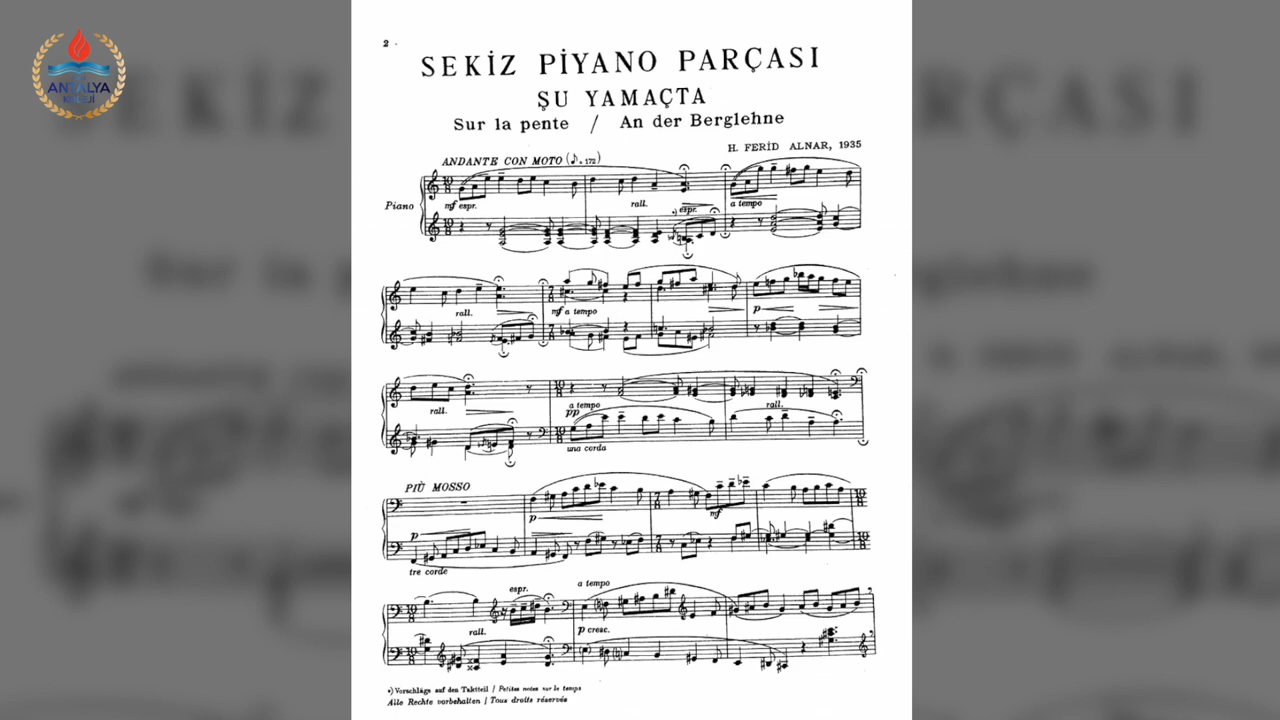 ANTALYA
KOLEJİ
2
SEKİZ PİYANO PARÇASI
ŞU YAMAÇTA
Sur la pente / An der Berglehne
H. FERİD ALNAR, 1935
ANDANTE CON MOTO (♪ = 172)
Piano
mf espr.
rall.
*) espr.
a tempo
rall.
mf a tempo
p
rall.
a tempo
pp
rall.
una corda
PIÙ MOSSO
p
p
mf
tre corde
espr.
a tempo
rall.
p cresc.
*) Vorschläge auf den Taktteil / Petites notes sur le temps
Alle Rechte vorbehalten / Tous droits réservés